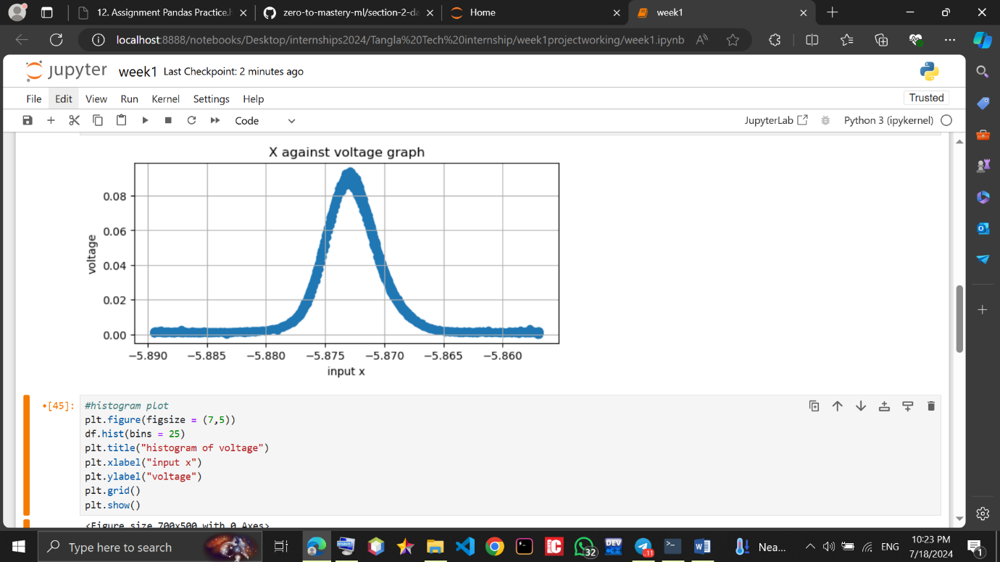 12. Assignment Pandas Practice.h
zero-to-mastery-ml/section-2-da
Home
week1
localhost:8888/notebooks/Desktop/internships2024/Tangla%20Tech%20internship/week1projectworking/week1.ipynb
jupyter week1 Last Checkpoint: 2 minutes ago
File Edit View Run Kernel Settings Help
Trusted
Code
JupyterLab
Python 3 (ipykernel)
X against voltage graph
voltage
0.08
0.06
0.04
0.02
0.00
−5.890 −5.885 −5.880 −5.875 −5.870 −5.865 −5.860
input x
•[45]:
#histogram plot
plt.figure(figsize = (7,5))
df.hist(bins = 25)
plt.title("histogram of voltage")
plt.xlabel("input x")
plt.ylabel("voltage")
plt.grid()
plt.show()
<Figure size 700x500 with 0 Axes>
Type here to search
32
DEV
11
Nea...
ENG
10:23 PM
7/18/2024
1